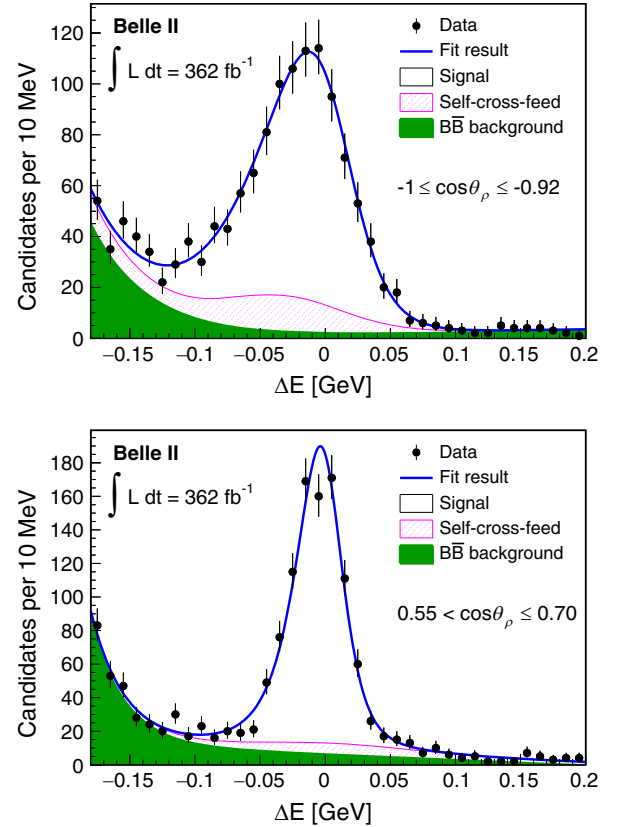 Belle II
∫ L dt = 362 fb⁻¹
Data
Fit result
Signal
Self-cross-feed
BB̅ background
-1 ≤ cosθρ ≤ -0.92
Candidates per 10 MeV
120
100
80
60
40
20
0
−0.15 −0.1 −0.05 0 0.05 0.1 0.15 0.2
ΔE [GeV]
Belle II
∫ L dt = 362 fb⁻¹
Data
Fit result
Signal
Self-cross-feed
BB̅ background
0.55 < cosθρ ≤ 0.70
Candidates per 10 MeV
180
160
140
120
100
80
60
40
20
0
−0.15 −0.1 −0.05 0 0.05 0.1 0.15 0.2
ΔE [GeV]